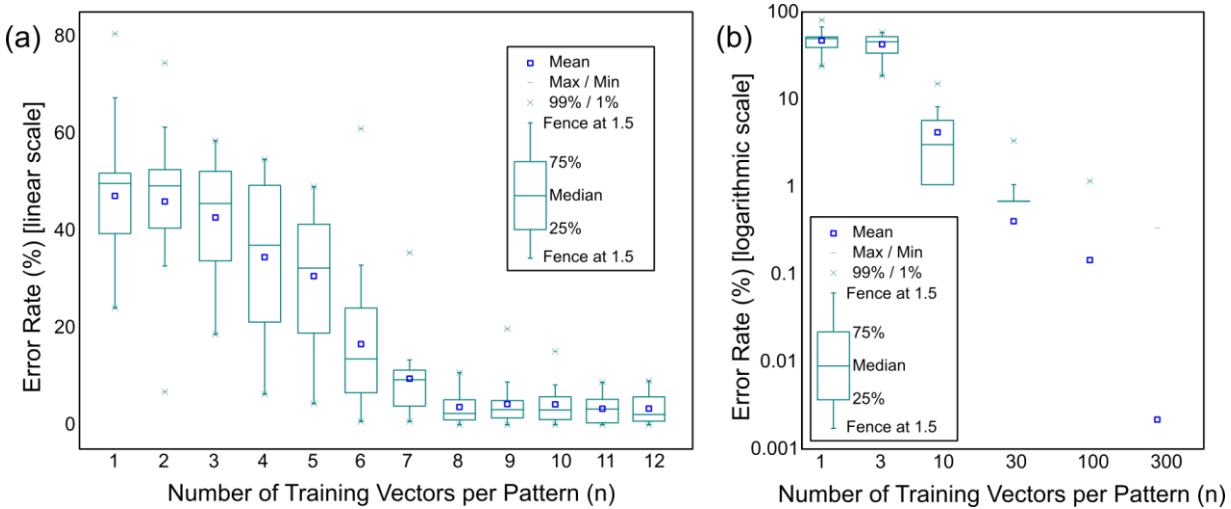 (a)
Error Rate (%) [linear scale]
80
60
40
20
0
Mean
Max / Min
99% / 1%
Fence at 1.5
75%
Median
25%
Fence at 1.5
1 2 3 4 5 6 7 8 9 10 11 12
Number of Training Vectors per Pattern (n)
(b)
Error Rate (%) [logarithmic scale]
100
10
1
0.1
0.01
0.001
Mean
Max / Min
99% / 1%
Fence at 1.5
75%
Median
25%
Fence at 1.5
1 3 10 30 100 300
Number of Training Vectors per Pattern (n)